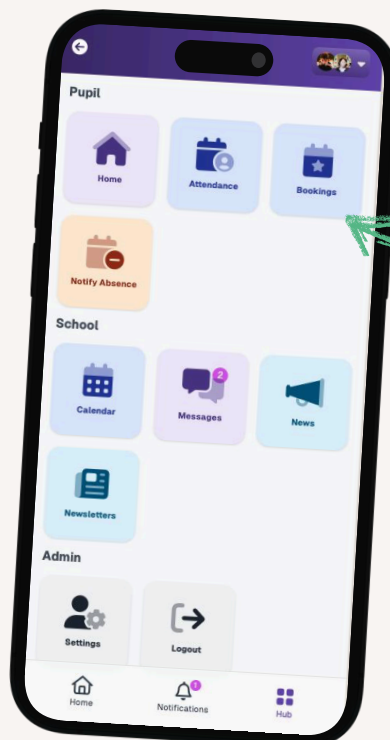 Pupil
Home
Attendance
Bookings
Notify Absence
School
Calendar
2
Messages
News
Newsletters
Admin
Settings
Logout
Home
1
Notifications
Hub